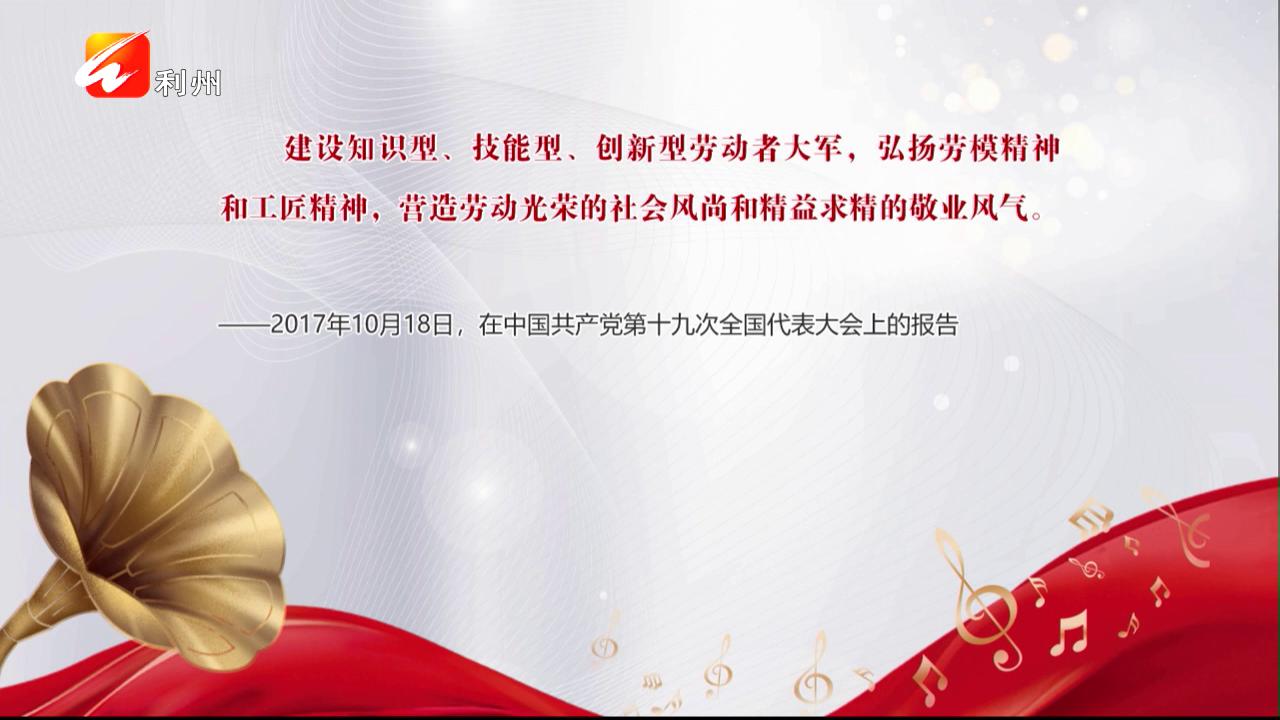 利州
建设知识型、技能型、创新型劳动者大军，弘扬劳模精神
和工匠精神，营造劳动光荣的社会风尚和精益求精的敬业风气。
——2017年10月18日，在中国共产党第十九次全国代表大会上的报告